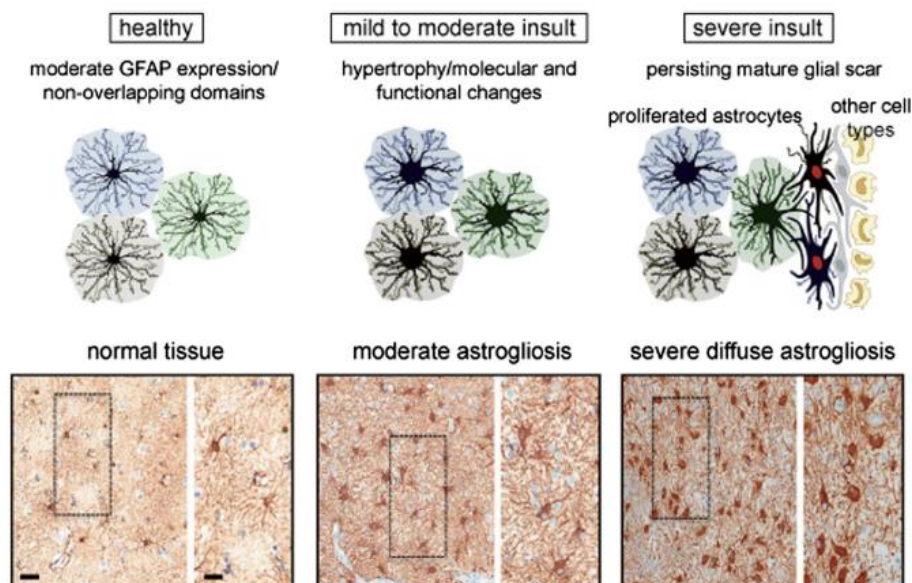 healthy
mild to moderate insult
severe insult
moderate GFAP expression/
non-overlapping domains
hypertrophy/molecular and
functional changes
persisting mature glial scar
proliferated astrocytes
other cell
types
normal tissue
moderate astrogliosis
severe diffuse astrogliosis